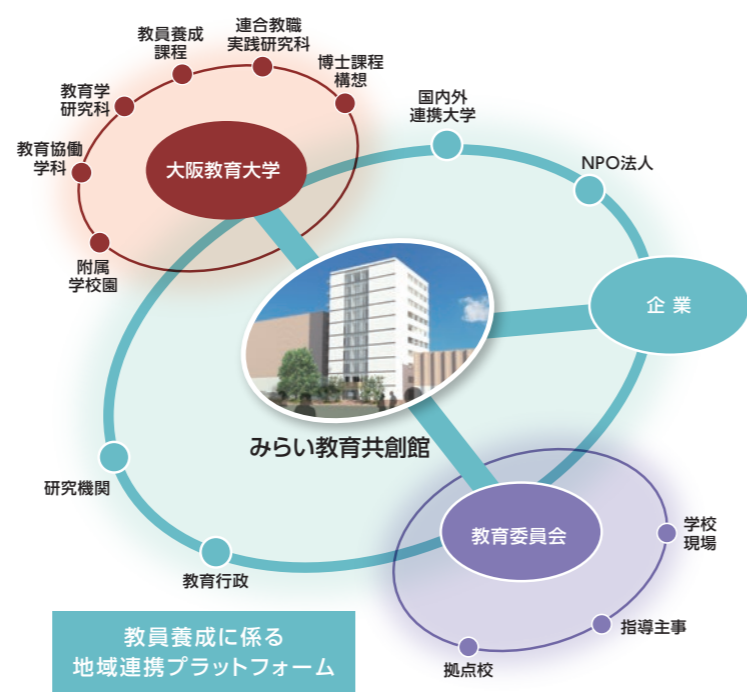 連合教職
実践研究科
教員養成
課程
博士課程
構想
教育学
研究科
教育協働
学科
附属
学校園
大阪教育大学
国内外
連携大学
NPO法人
企業
みらい教育共創館
研究機関
教育行政
教育委員会
学校
現場
指導主事
拠点校
教員養成に係る
地域連携プラットフォーム